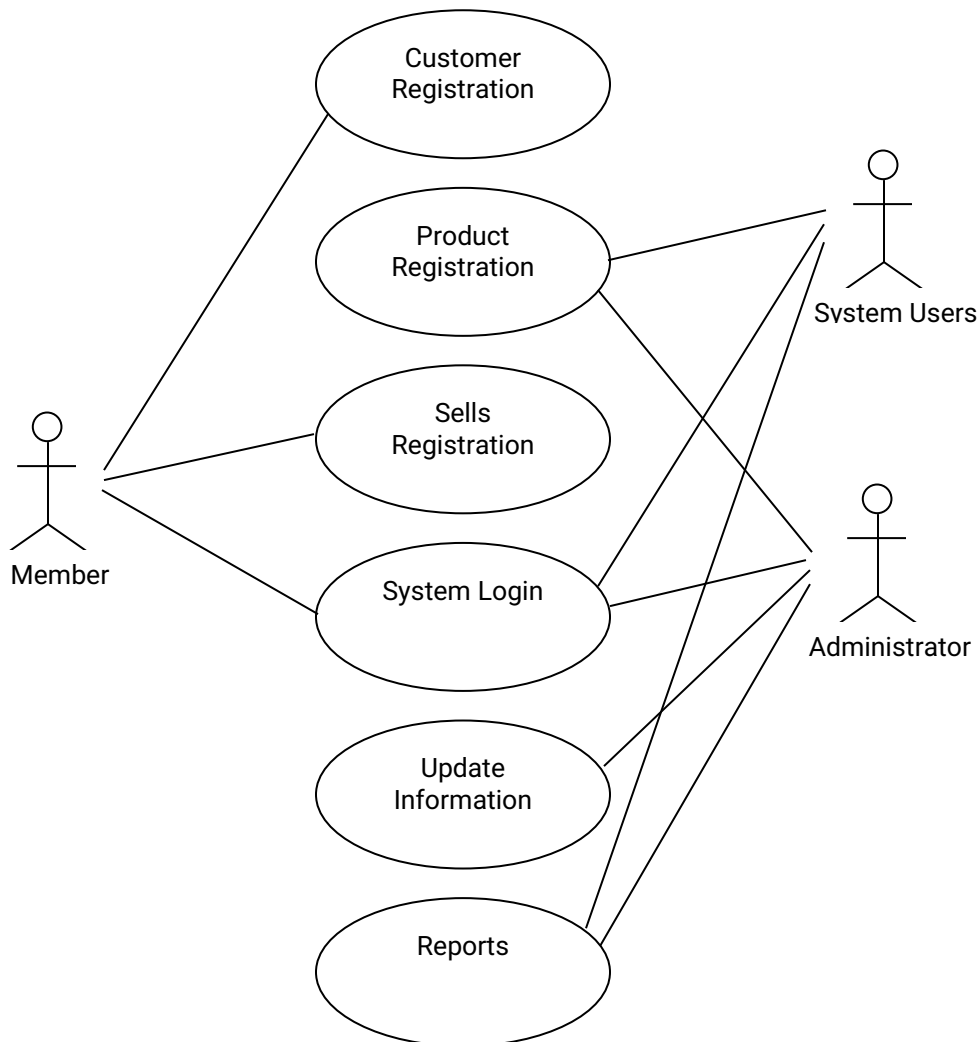 Customer
Registration
Product
Registration
System Users
Sells
Registration
Member
System Login
Administrator
Update
Information
Reports